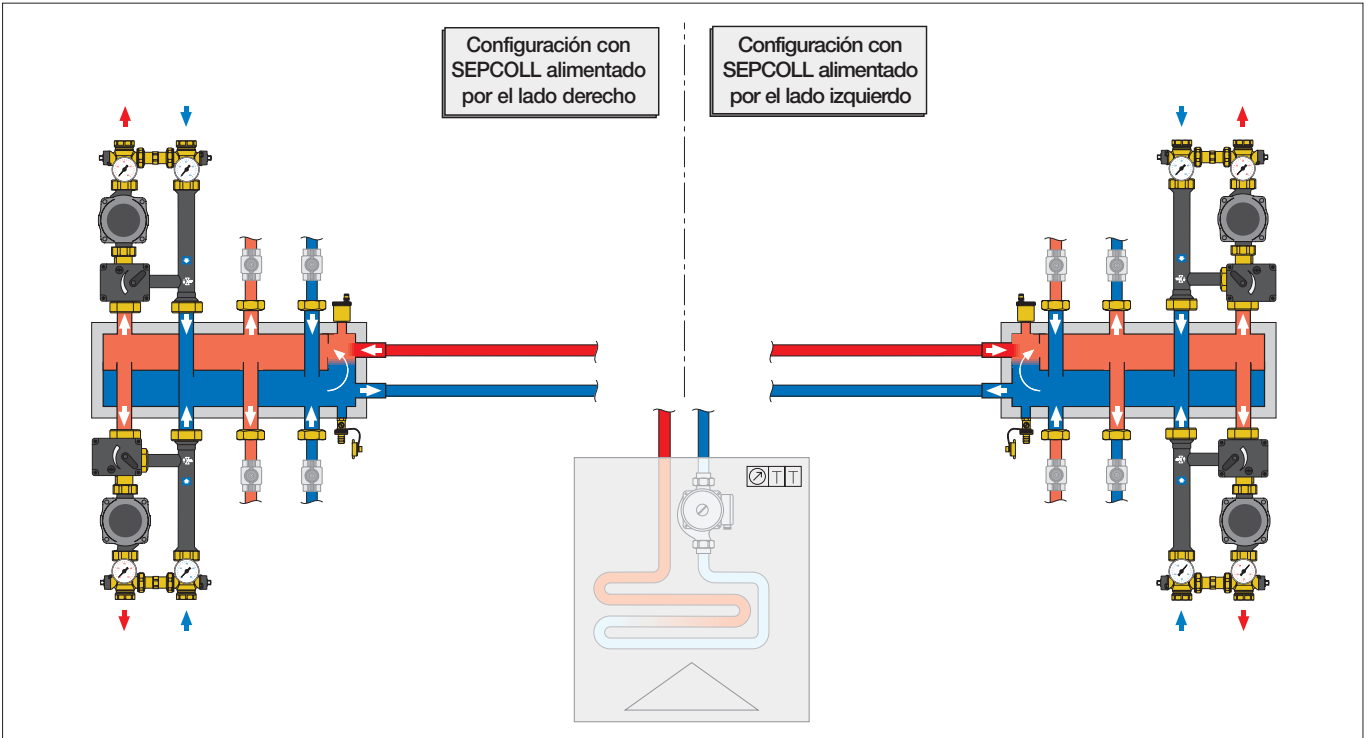 Configuración con
SEPCOLL alimentado
por el lado derecho
Configuración con
SEPCOLL alimentado
por el lado izquierdo
T T